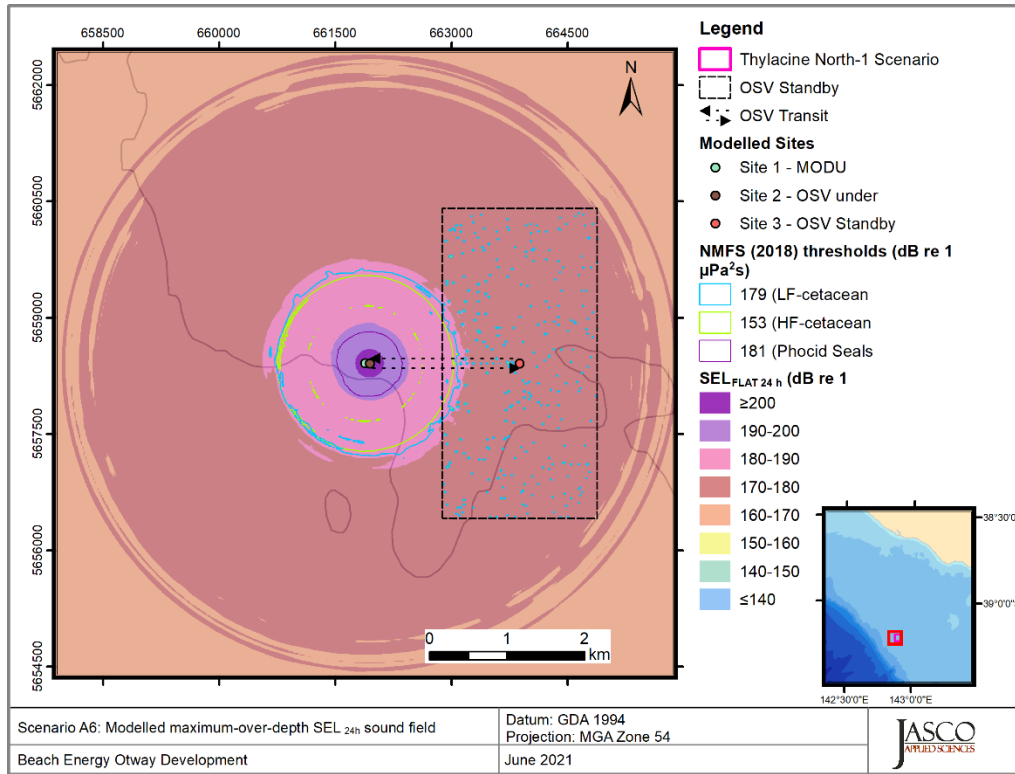 658500 660000 661500 663000 664500
5662000
5660500
5659000
5657500
5656000
5654500
N
0 1 2
km
Legend
Thylacine North-1 Scenario
OSV Standby
OSV Transit
Modelled Sites
Site 1 - MODU
Site 2 - OSV under
Site 3 - OSV Standby
NMFS (2018) thresholds (dB re 1
µPa²s)
179 (LF-cetacean
153 (HF-cetacean
181 (Phocid Seals
SEL FLAT 24 h (dB re 1
≥200
190-200
180-190
170-180
160-170
150-160
140-150
≤140
38°30'S
39°0'0"S
142°30'0"E 143°0'0"E
Scenario A6: Modelled maximum-over-depth SEL 24h sound field
Datum: GDA 1994
Projection: MGA Zone 54
Beach Energy Otway Development
June 2021
JASCO
APPLIED SCIENCES